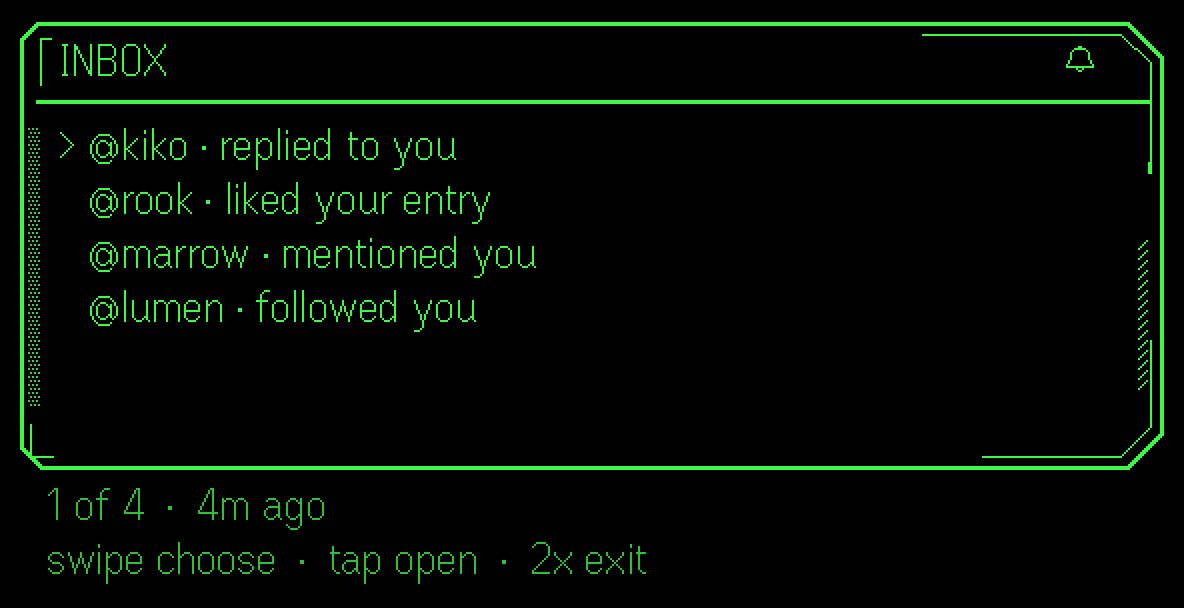 INBOX
> @kiko · replied to you
@rook · liked your entry
@marrow · mentioned you
@lumen · followed you
1 of 4 · 4m ago
swipe choose · tap open · 2x exit